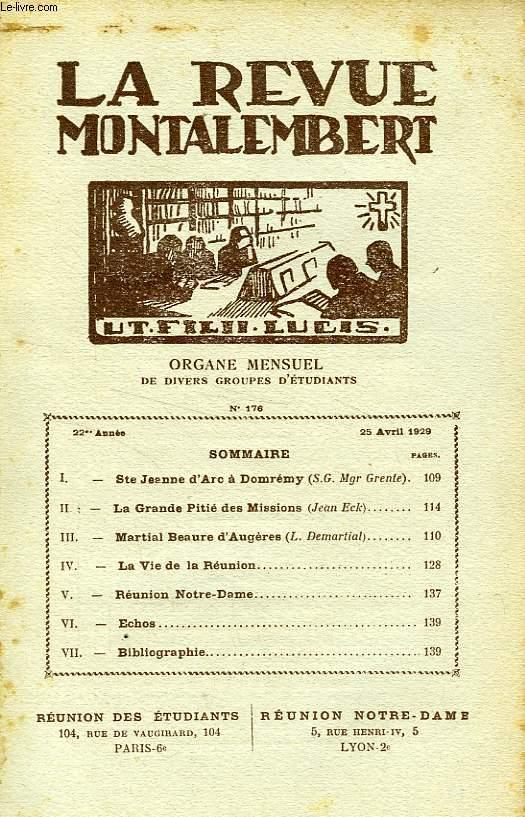 Le-livre.com
LA REVUE
MONTALEMBERT
UT·FILII·LUCIS.
ORGANE MENSUEL
DE DIVERS GROUPES D'ÉTUDIANTS
N° 176
22me Année 25 Avril 1929
SOMMAIRE PAGES.
I. — Ste Jeanne d'Arc à Domrémy (S.G. Mgr Grente). 109
II : — La Grande Pitié des Missions (Jean Eck)........ 114
III. — Martial Beaure d'Augères (L. Demartial)........ 110
IV. — La Vie de la Réunion............................ 128
V. — Réunion Notre-Dame............................ 137
VI. — Echos............................................ 139
VII. — Bibliographie.................................... 139
RÉUNION DES ÉTUDIANTS
104, RUE DE VAUGIRARD, 104
PARIS-6e
RÉUNION NOTRE-DAME
5, RUE HENRI-IV, 5
LYON-2e